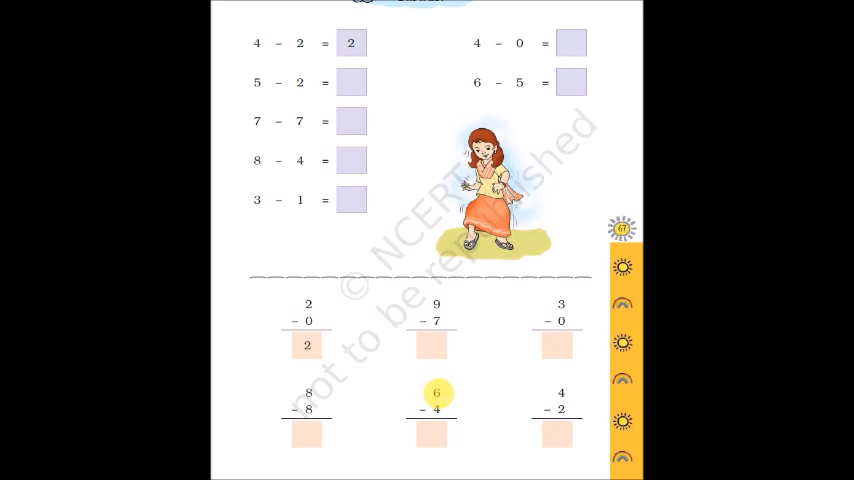 4 - 2 = 2
4 - 0 =
5 - 2 =
6 - 5 =
7 - 7 =
8 - 4 =
3 - 1 =
© NCERT
not to be republished
67
2
- 0
2
9
- 7
3
- 0
8
- 8
6
- 4
4
- 2